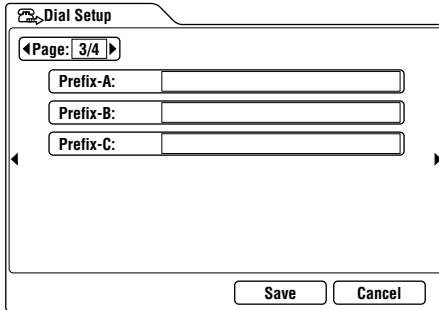 Dial Setup
Page: 3/4
Prefix-A:
Prefix-B:
Prefix-C:
Save Cancel